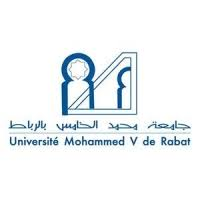 جامعة محمد الخامس بالرباط
Université Mohammed V de Rabat